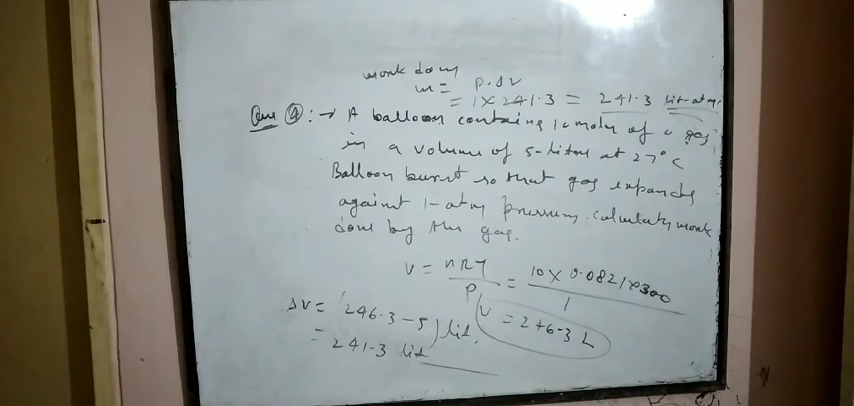 work done
w = P.ΔV
= 1 × 241.3 = 241.3 lit-atm
Que ④ : → A balloon containing 10 moles of a gas
in a volume of 5-litres at 27°C
Balloon burst so that gas expands
against 1-atm pressure. Calculate work
done by the gas.
V = nRT/P = 10 × 0.0821 × 300/1
V = 246.3 L
ΔV = (246.3 – 5) lit.
= 241.3 lit